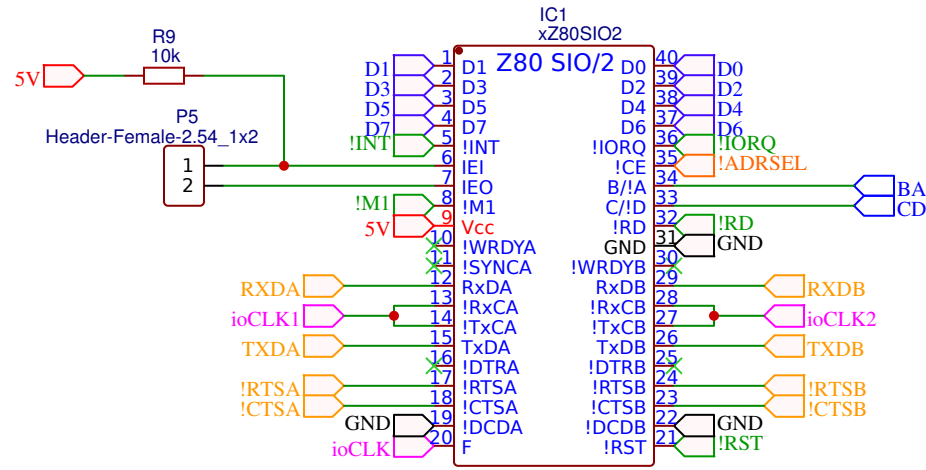 IC1
xZ80SIO2
Z80 SIO/2
R9
10k
5V
P5
Header-Female-2.54_1x2
1
2
D1 1 D1
D3 2 D3
D5 3 D5
D7 4 D7
!INT 5 !INT
6 IEI
7 IEO
!M1 8 !M1
5V 9 Vcc
10 !WRDYA
11 !SYNCA
RXDA 12 RxDA
13 !RxCA
ioCLK1
14 !TxCA
TXDA 15 TxDA
16 !DTRA
!RTSA 17 !RTSA
!CTSA 18 !CTSA
GND 19 !DCDA
ioCLK 20 F
D0 40 D0
D2 39 D2
D4 38 D4
D6 37 D6
!IORQ 36 !IORQ
!CE 35 !ADRSEL
B/!A 34 BA
C/!D 33 CD
!RD 32 !RD
GND 31 GND
!WRDYB 30
RxDB 29 RXDB
!RxCB 28
ioCLK2
!TxCB 27
TxDB 26 TXDB
!DTRB 25
!RTSB 24 !RTSB
!CTSB 23 !CTSB
!DCDB 22 GND
!RST 21 !RST